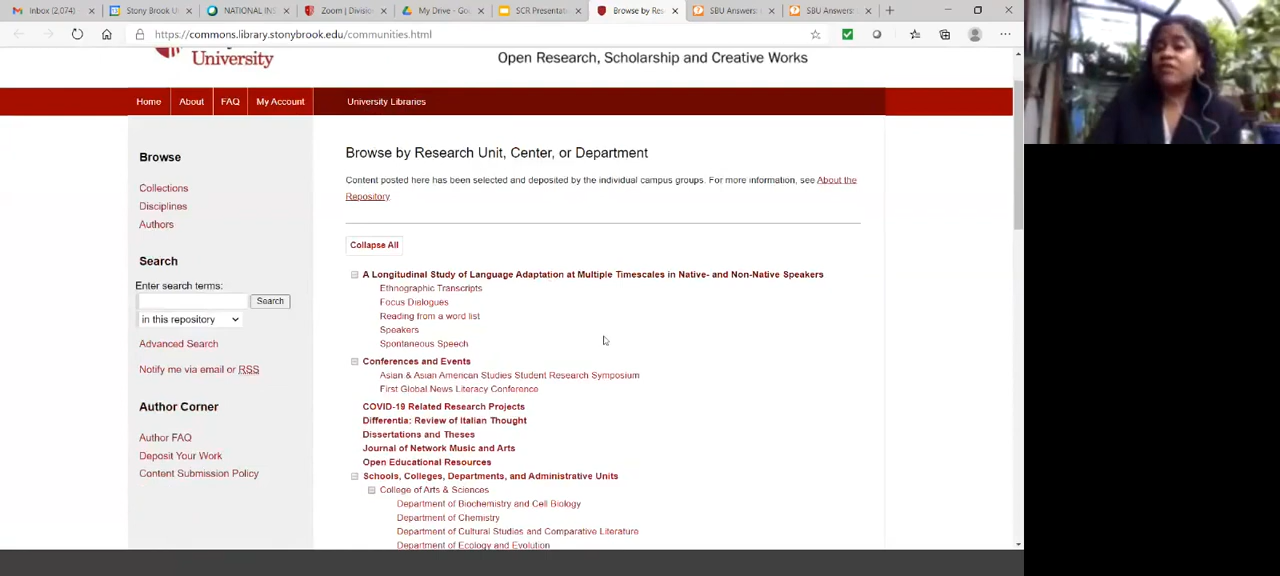 Inbox (2,074)
Stony Brook U
NATIONAL INS
Zoom | Divisio
My Drive - Go
SCR Presentat
Browse by Res
SBU Answers:
SBU Answers:
https://commons.library.stonybrook.edu/communities.html
University
Open Research, Scholarship and Creative Works
Home
About
FAQ
My Account
University Libraries
Browse
Collections
Disciplines
Authors
Search
Enter search terms:
Search
in this repository
Advanced Search
Notify me via email or RSS
Author Corner
Author FAQ
Deposit Your Work
Content Submission Policy
Browse by Research Unit, Center, or Department
Content posted here has been selected and deposited by the individual campus groups. For more information, see About the
Repository.
Collapse All
A Longitudinal Study of Language Adaptation at Multiple Timescales in Native- and Non-Native Speakers
Ethnographic Transcripts
Focus Dialogues
Reading from a word list
Speakers
Spontaneous Speech
Conferences and Events
Asian & Asian American Studies Student Research Symposium
First Global News Literacy Conference
COVID-19 Related Research Projects
Differentia: Review of Italian Thought
Dissertations and Theses
Journal of Network Music and Arts
Open Educational Resources
Schools, Colleges, Departments, and Administrative Units
College of Arts & Sciences
Department of Biochemistry and Cell Biology
Department of Chemistry
Department of Cultural Studies and Comparative Literature
Department of Ecology and Evolution